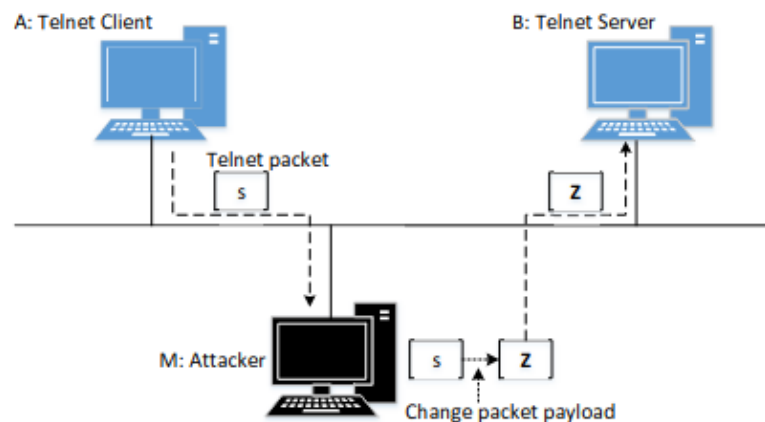 A: Telnet Client
B: Telnet Server
Telnet packet
s
Z
M: Attacker
s
Z
Change packet payload